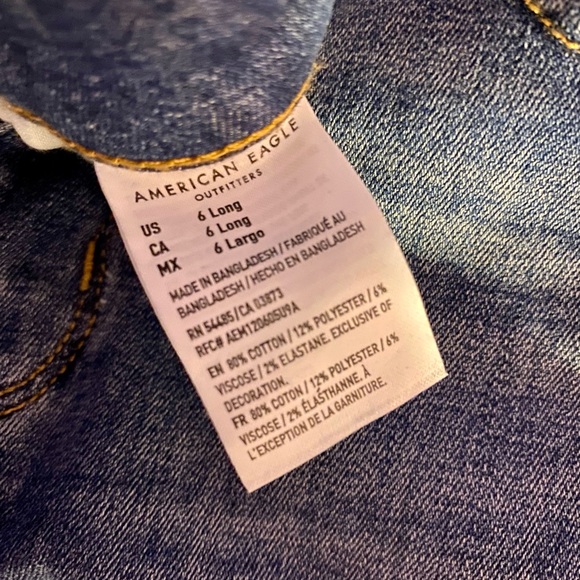 AMERICAN EAGLE
OUTFITTERS
US 6 Long
CA 6 Long
MX 6 Largo
MADE IN BANGLADESH / FABRIQUÉ AU
BANGLADESH / HECHO EN BANGLADESH
RN 54485 / CA 03873
RFC# AEM120605U9A
EN 80% COTTON / 12% POLYESTER / 6%
VISCOSE / 2% ELASTANE. EXCLUSIVE OF
DECORATION.
FR 80% COTON / 12% POLYESTER / 6%
VISCOSE / 2% ÉLASTHANNE. À
L'EXCEPTION DE LA GARNITURE.